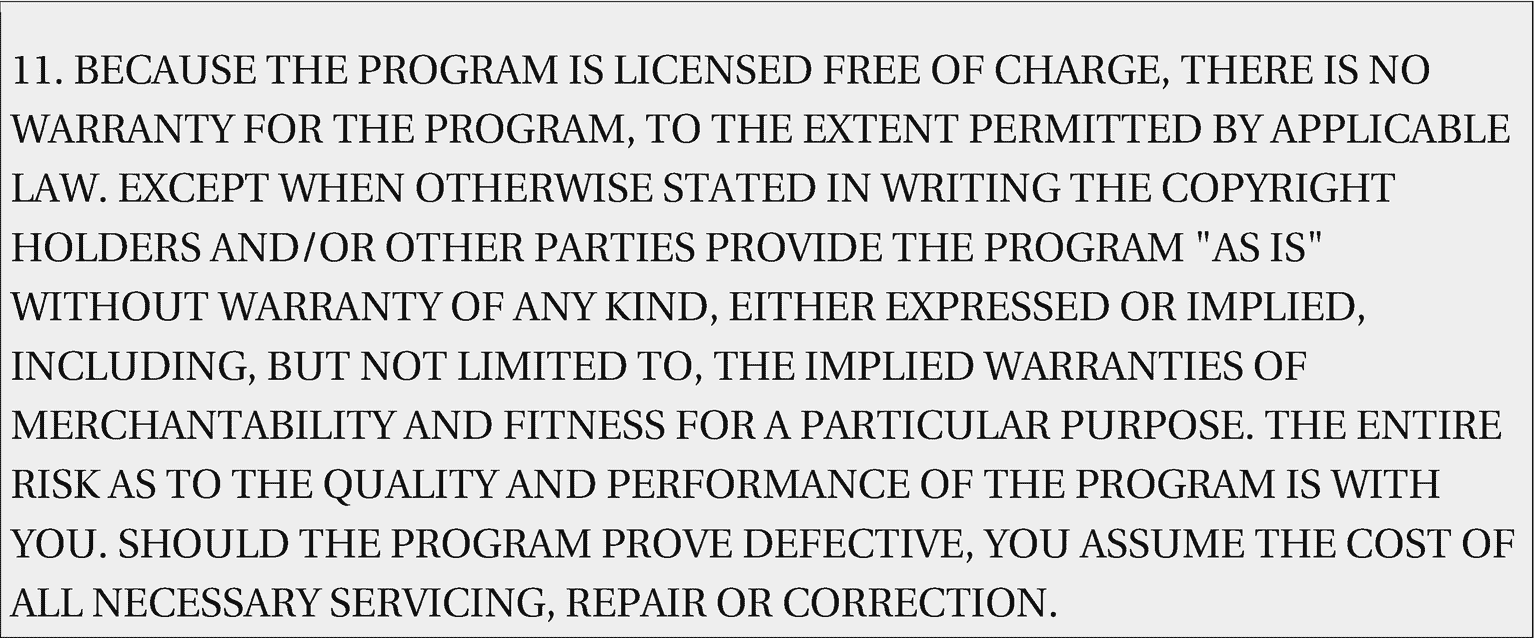 11. BECAUSE THE PROGRAM IS LICENSED FREE OF CHARGE, THERE IS NO
WARRANTY FOR THE PROGRAM, TO THE EXTENT PERMITTED BY APPLICABLE
LAW. EXCEPT WHEN OTHERWISE STATED IN WRITING THE COPYRIGHT
HOLDERS AND/OR OTHER PARTIES PROVIDE THE PROGRAM "AS IS"
WITHOUT WARRANTY OF ANY KIND, EITHER EXPRESSED OR IMPLIED,
INCLUDING, BUT NOT LIMITED TO, THE IMPLIED WARRANTIES OF
MERCHANTABILITY AND FITNESS FOR A PARTICULAR PURPOSE. THE ENTIRE
RISK AS TO THE QUALITY AND PERFORMANCE OF THE PROGRAM IS WITH
YOU. SHOULD THE PROGRAM PROVE DEFECTIVE, YOU ASSUME THE COST OF
ALL NECESSARY SERVICING, REPAIR OR CORRECTION.